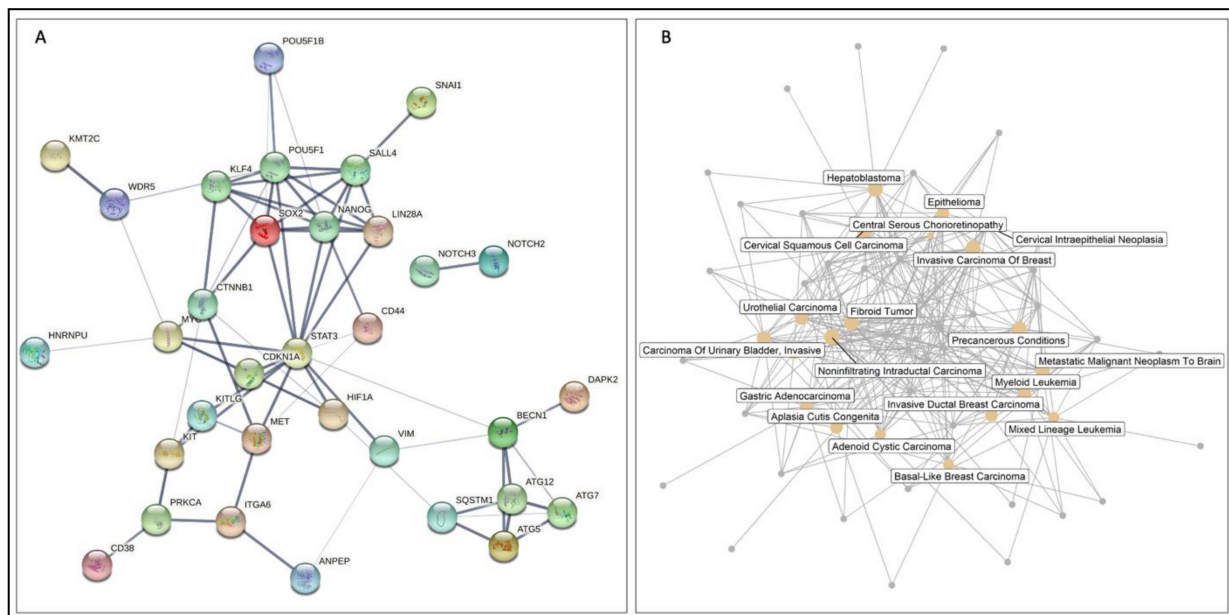 A
POU5F1B
SNAI1
KMT2C
POU5F1
SALL4
KLF4
WDR5
SOX2
NANOG
LIN28A
NOTCH2
NOTCH3
CTNNB1
CD44
MYC
STAT3
HNRNPU
CDKN1A
DAPK2
KITLG
HIF1A
BECN1
MET
VIM
KIT
ATG12
SQSTM1
ATG7
PRKCA
ITGA6
ATG5
CD38
ANPEP
B
Hepatoblastoma
Epithelioma
Central Serous Chorioretinopathy
Cervical Squamous Cell Carcinoma
Cervical Intraepithelial Neoplasia
Invasive Carcinoma Of Breast
Urothelial Carcinoma
Fibroid Tumor
Precancerous Conditions
Carcinoma Of Urinary Bladder, Invasive
Metastatic Malignant Neoplasm To Brain
Noninfiltrating Intraductal Carcinoma
Myeloid Leukemia
Gastric Adenocarcinoma
Invasive Ductal Breast Carcinoma
Aplasia Cutis Congenita
Mixed Lineage Leukemia
Adenoid Cystic Carcinoma
Basal-Like Breast Carcinoma